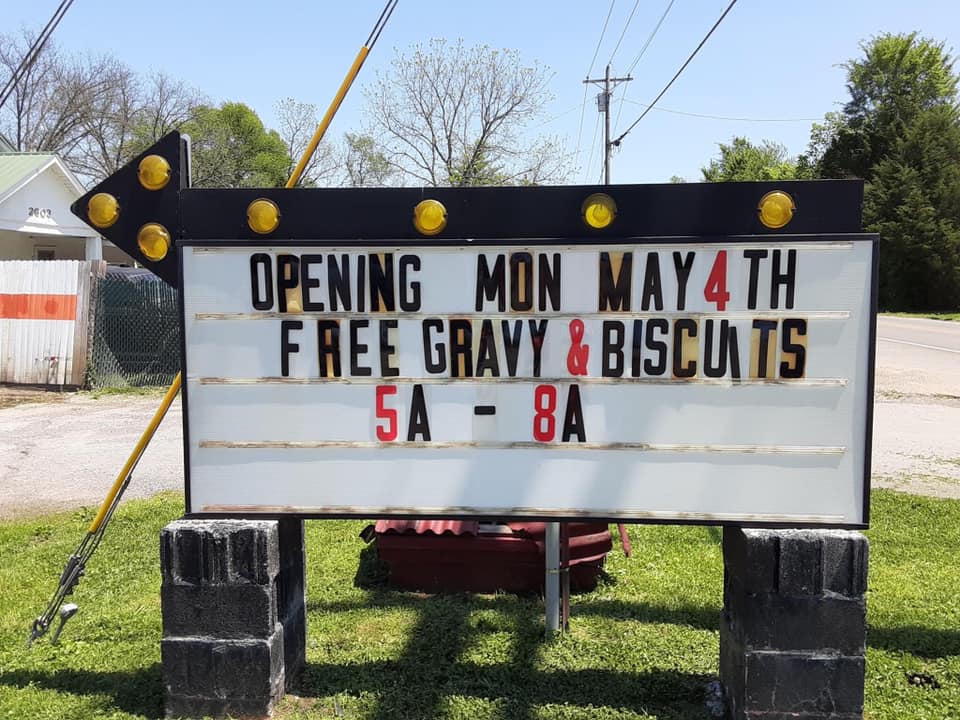 2603
OPENING MON MAY 4TH
FREE GRAVY & BISCUITS
5A - 8A